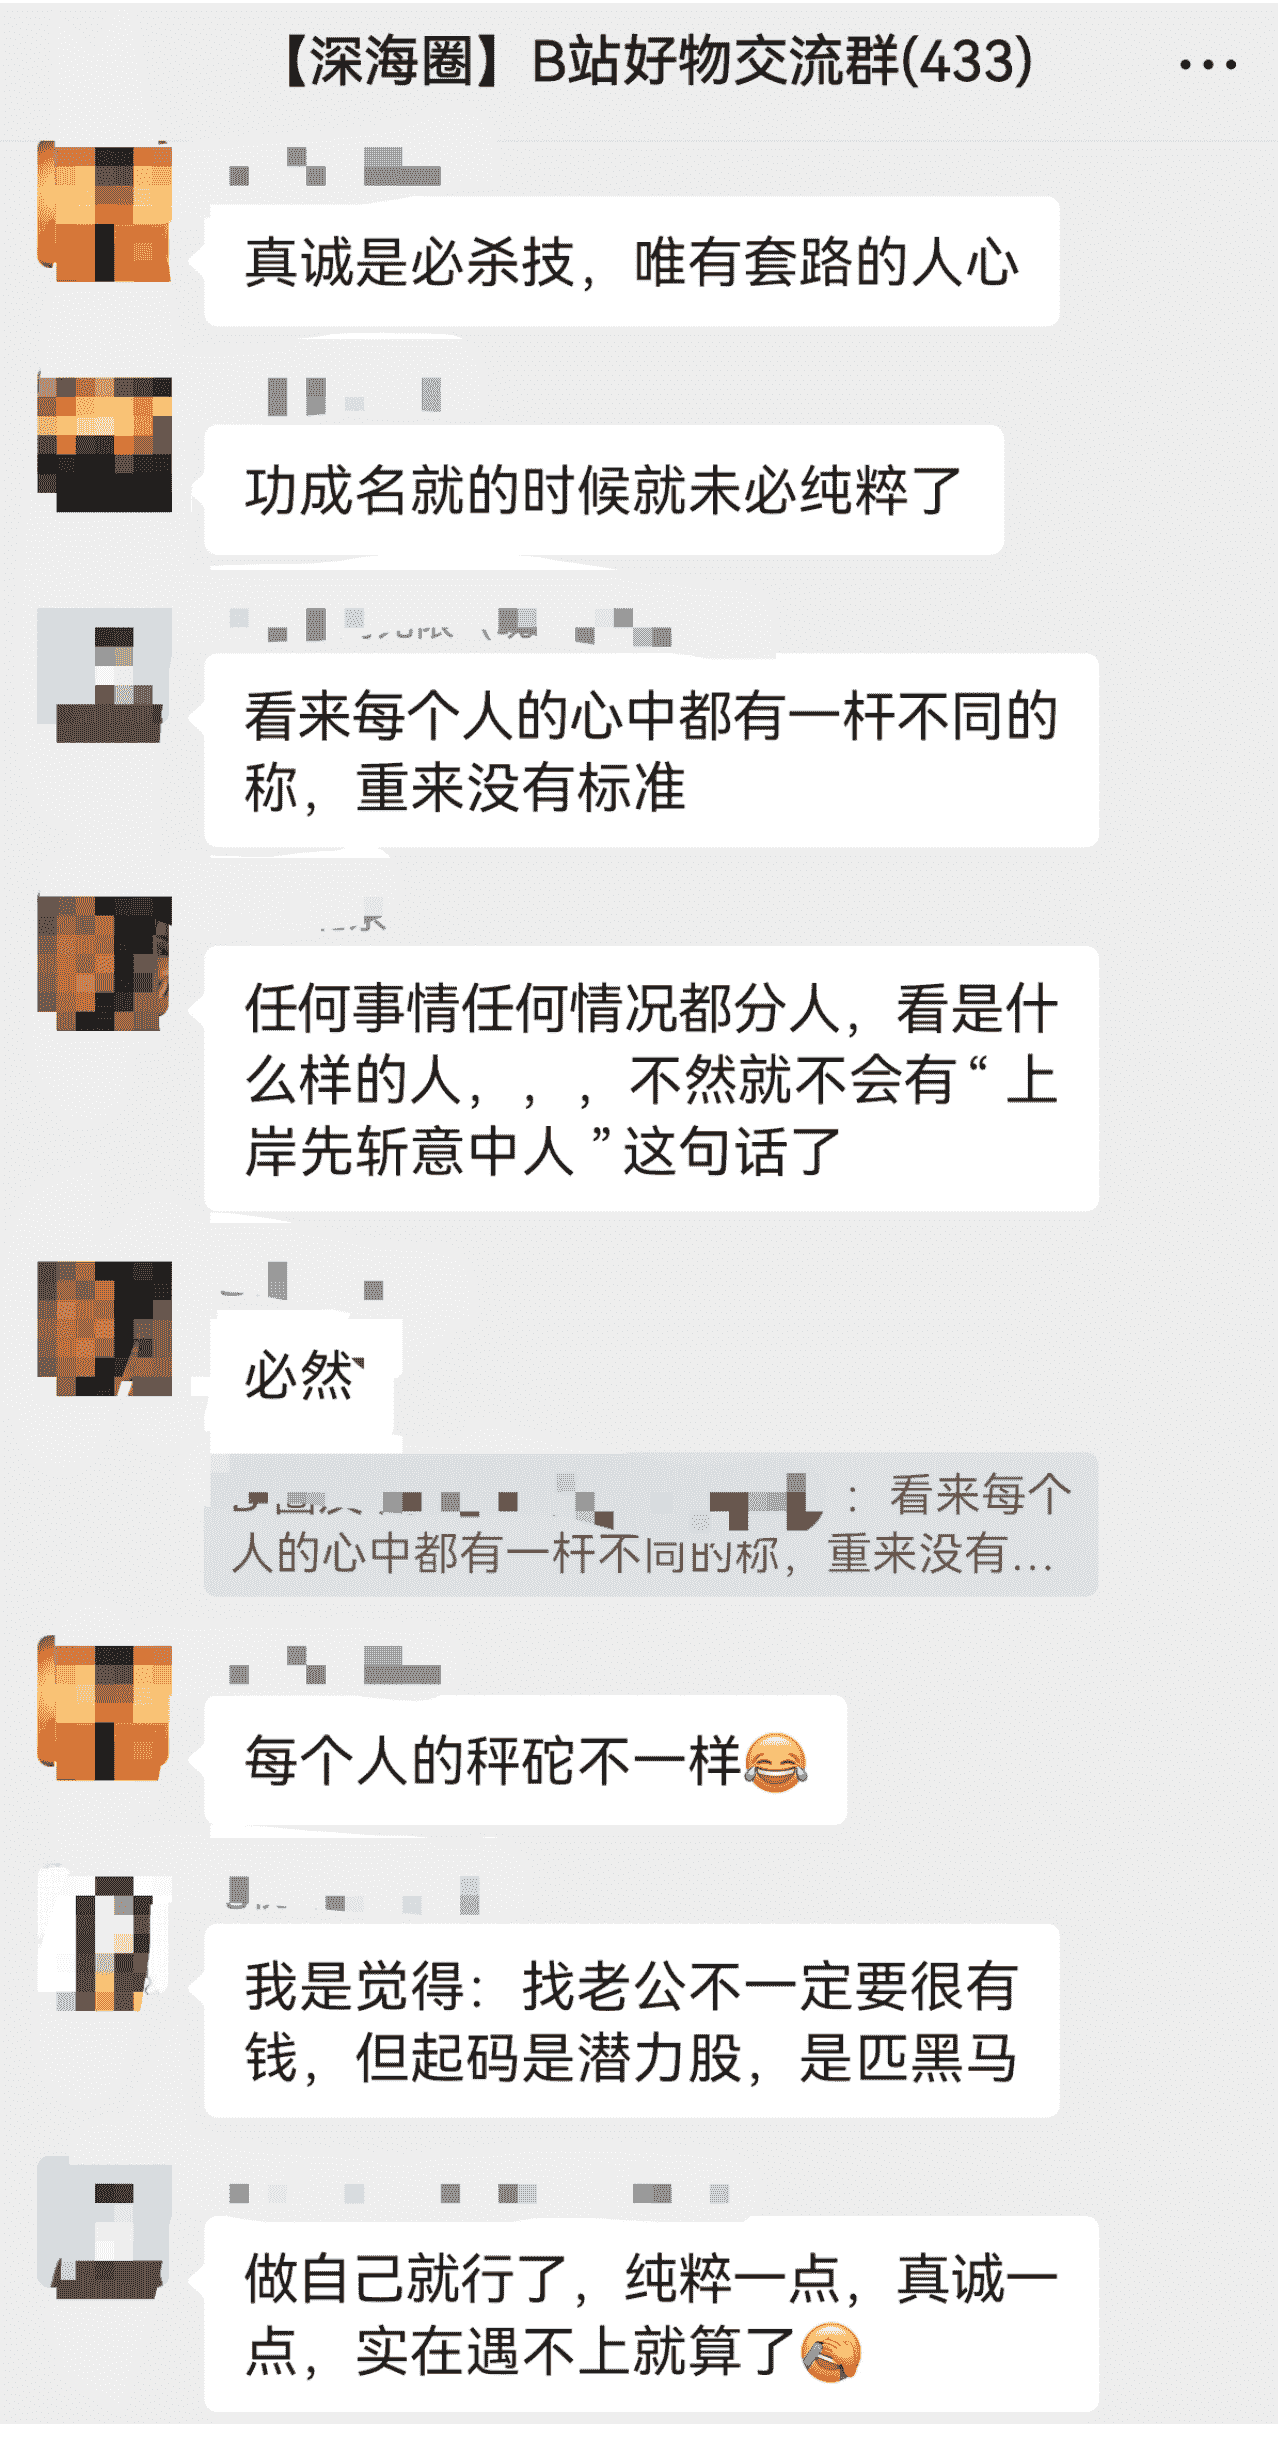 【深海圈】B站好物交流群(433)
真诚是必杀技，唯有套路的人心
功成名就的时候就未必纯粹了
看来每个人的心中都有一杆不同的
称，重来没有标准
任何事情任何情况都分人，看是什
么样的人，，，不然就不会有“上
岸先斩意中人”这句话了
必然
：看来每个
人的心中都有一杆不同的称，重来没有...
每个人的秤砣不一样😂
我是觉得：找老公不一定要很有
钱，但起码是潜力股，是匹黑马
做自己就行了，纯粹一点，真诚一
点，实在遇不上就算了🤦